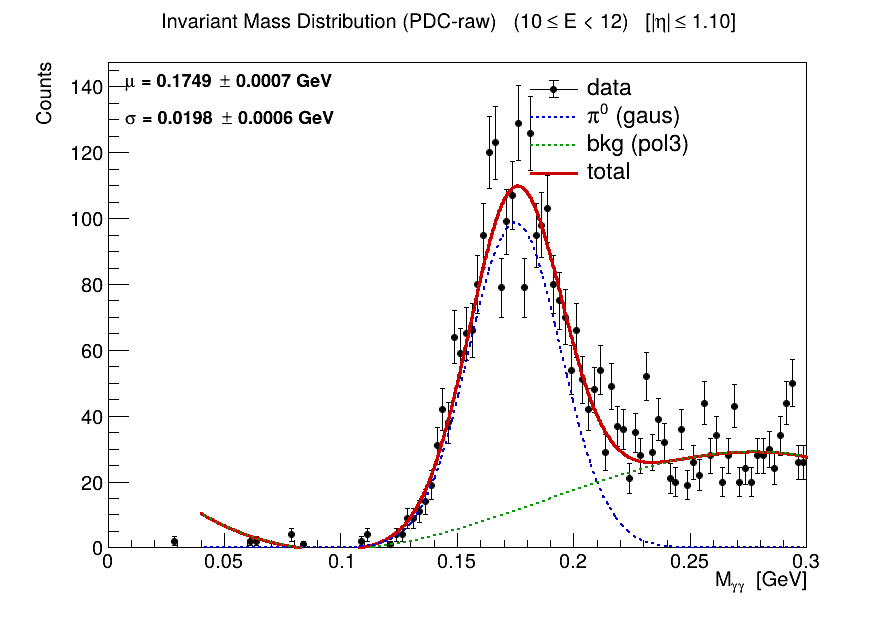 Invariant Mass Distribution (PDC-raw) (10 ≤ E < 12) [|η| ≤ 1.10]
Counts
μ = 0.1749 ± 0.0007 GeV
σ = 0.0198 ± 0.0006 GeV
data
π⁰ (gaus)
bkg (pol3)
total
140
120
100
80
60
40
20
0
0 0.05 0.1 0.15 0.2 0.25 0.3
Mγγ [GeV]